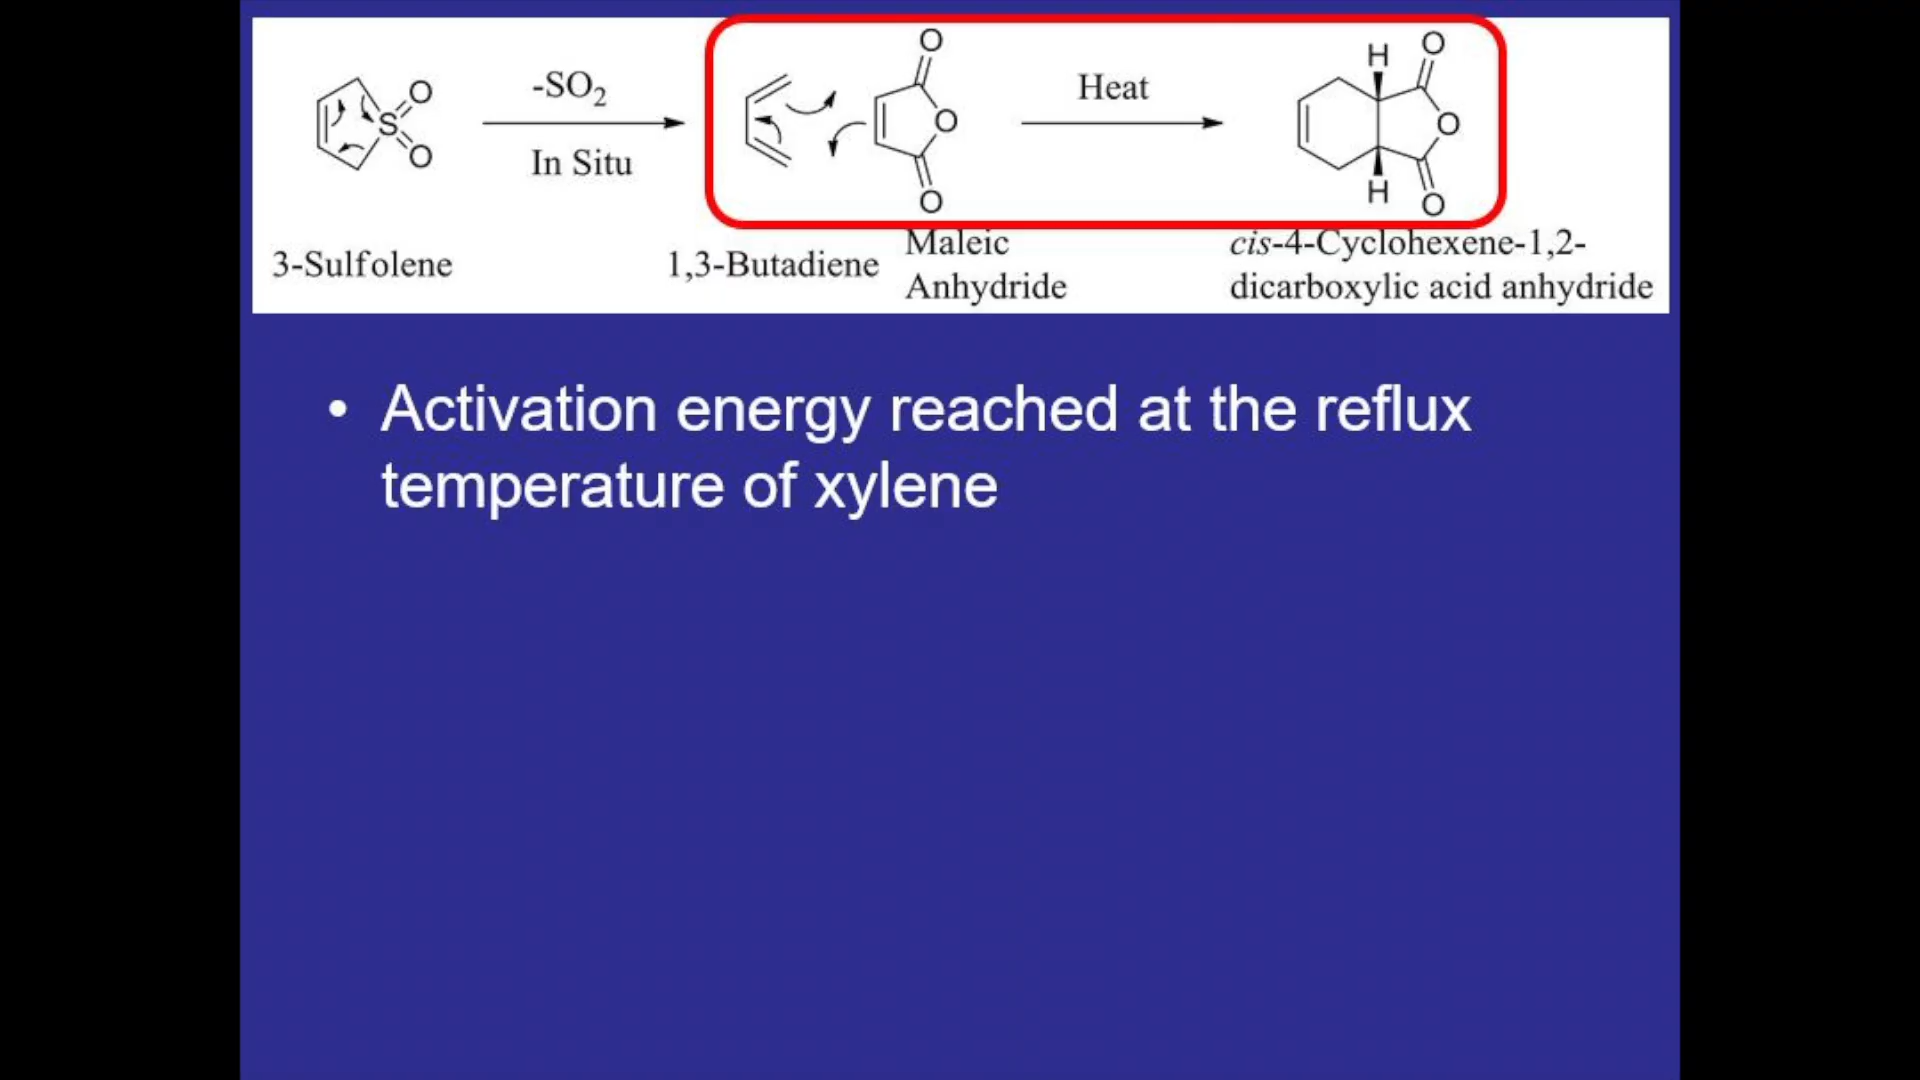 H O
O
O
S
O
-SO₂
In Situ
O
O
O
Heat
H O
O
H O
3-Sulfolene
1,3-Butadiene
Maleic
Anhydride
cis-4-Cyclohexene-1,2-
dicarboxylic acid anhydride
• Activation energy reached at the reflux
temperature of xylene